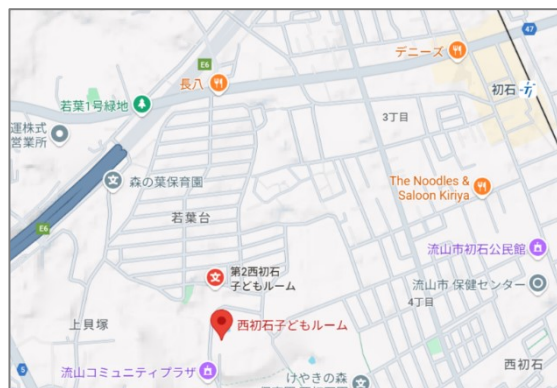 47
デニーズ
E6
長八
初石
若葉1号緑地
3丁目
運株式
営業所
森の葉保育園
The Noodles &
Saloon Kiriya
若葉台
E6
流山市初石公民館
第2西初石
子どもルーム
流山市 保健センター
4丁目
上貝塚
西初石子どもルーム
西初石
5
流山コミュニティプラザ
けやきの森